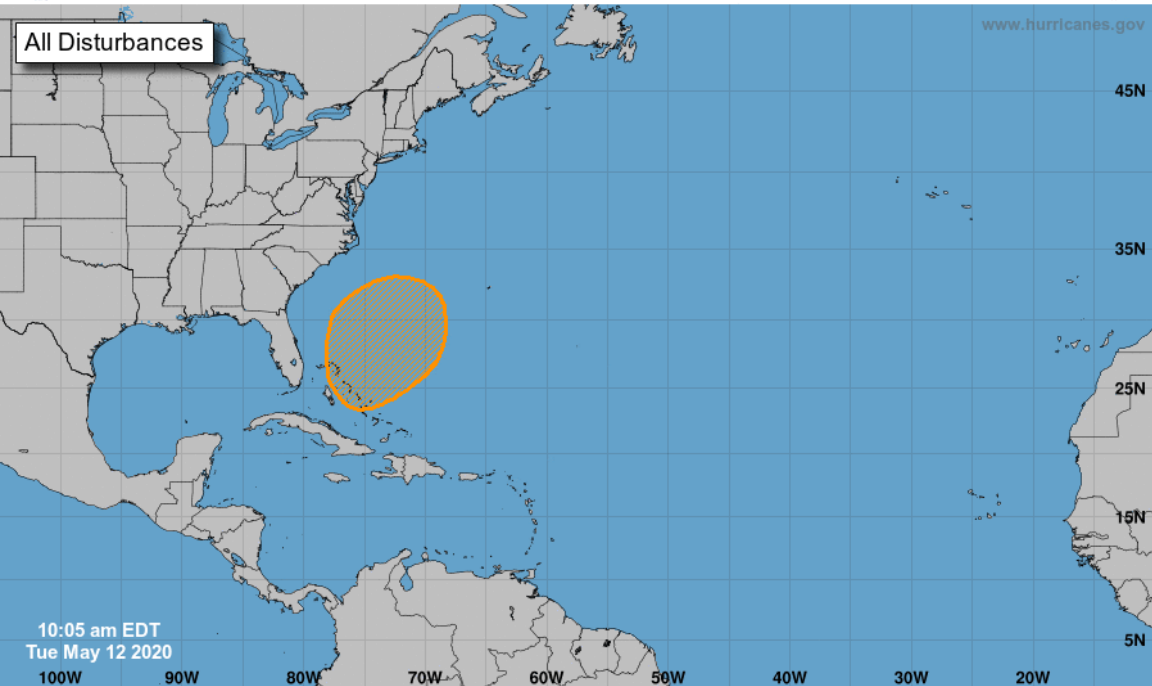 All Disturbances
www.hurricanes.gov
45N
35N
25N
15N
5N
10:05 am EDT
Tue May 12 2020
100W 90W 80W 70W 60W 50W 40W 30W 20W